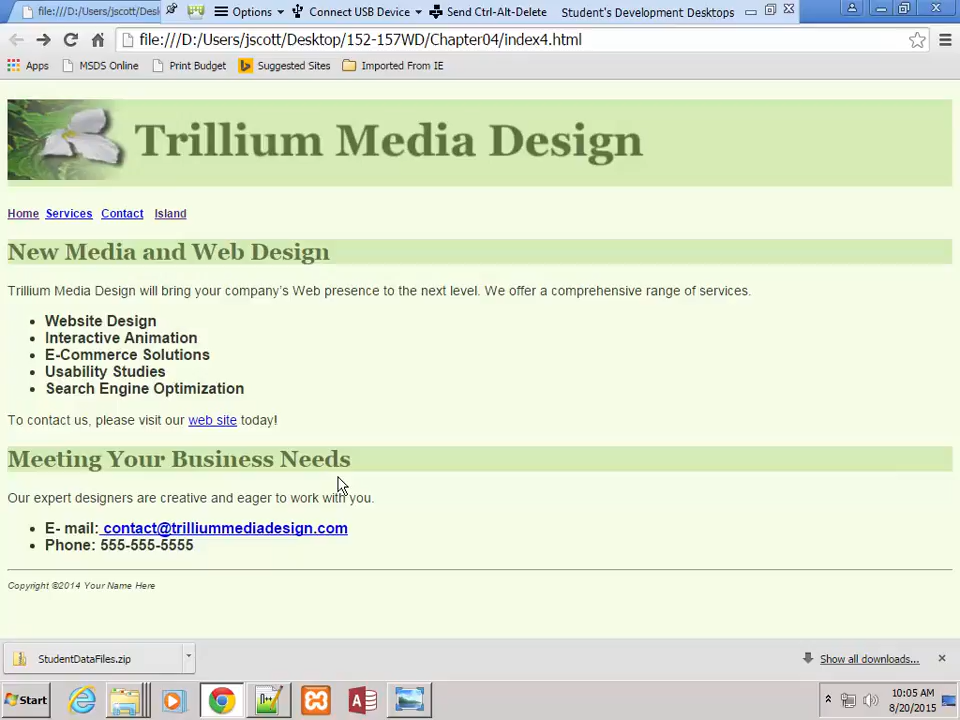 file:///D:/Users/jscott/Desk
Options
Connect USB Device
Send Ctrl-Alt-Delete
Student's Development Desktops
file:///D:/Users/jscott/Desktop/152-157WD/Chapter04/index4.html
Apps
MSDS Online
Print Budget
Suggested Sites
Imported From IE
Trillium Media Design
Home Services Contact Island
New Media and Web Design
Trillium Media Design will bring your company's Web presence to the next level. We offer a comprehensive range of services.
• Website Design
• Interactive Animation
• E-Commerce Solutions
• Usability Studies
• Search Engine Optimization
To contact us, please visit our web site today!
Meeting Your Business Needs
Our expert designers are creative and eager to work with you.
• E- mail: contact@trilliummediadesign.com
• Phone: 555-555-5555
Copyright ©2014 Your Name Here
StudentDataFiles.zip
Show all downloads...
Start
10:05 AM
8/20/2015